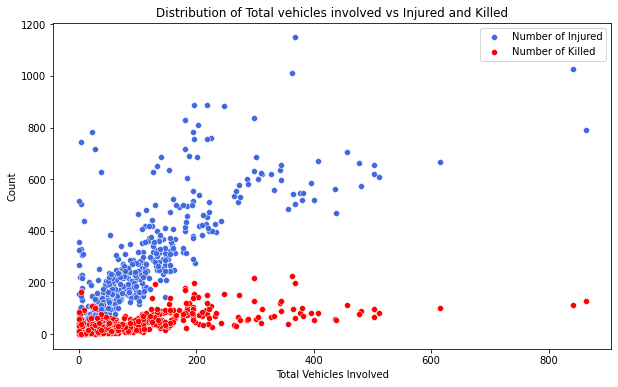 Distribution of Total vehicles involved vs Injured and Killed
Number of Injured
Number of Killed
1200
1000
800
600
400
200
0
Count
0 200 400 600 800
Total Vehicles Involved